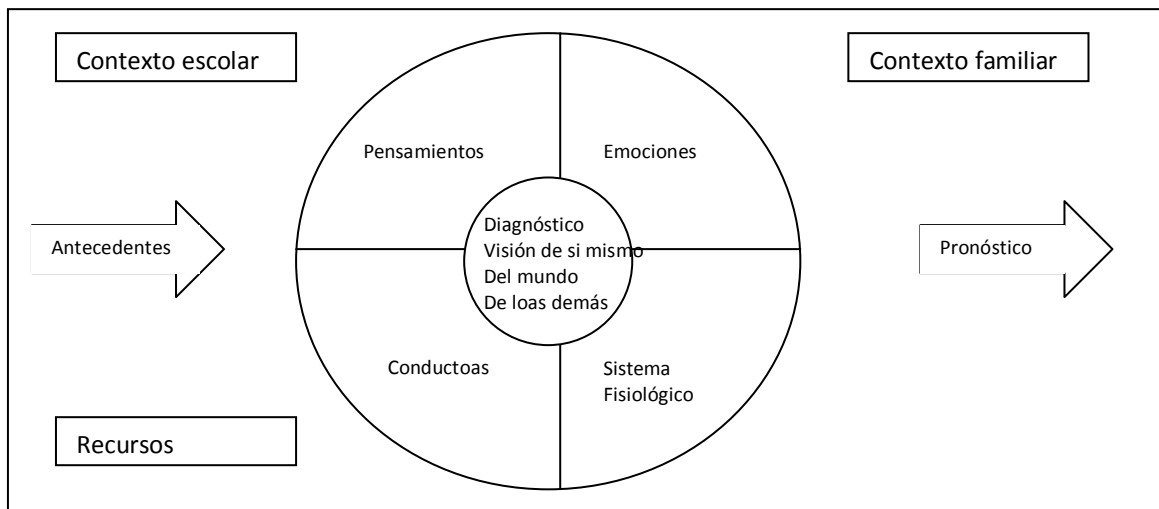 Contexto escolar
Contexto familiar
Pensamientos
Emociones
Antecedentes
Diagnóstico
Visión de si mismo
Del mundo
De loas demás
Pronóstico
Conductoas
Sistema
Fisiológico
Recursos